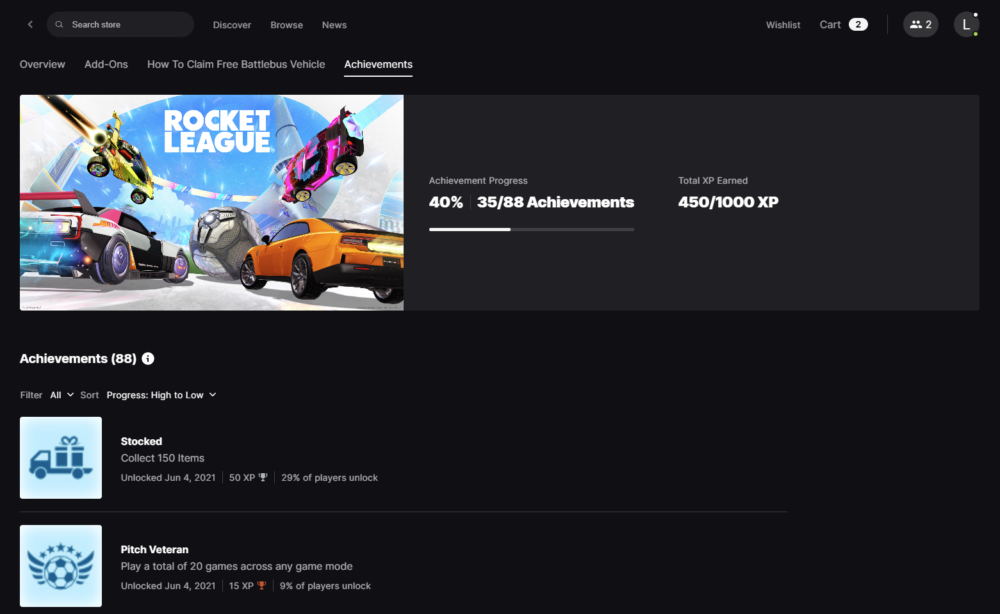 Search store
Discover
Browse
News
Wishlist
Cart 2
2
L
Overview
Add-Ons
How To Claim Free Battlebus Vehicle
Achievements
ROCKET
LEAGUE
Achievement Progress
40% 35/88 Achievements
Total XP Earned
450/1000 XP
Achievements (88)
Filter All Sort Progress: High to Low
Stocked
Collect 150 Items
Unlocked Jun 4, 2021 50 XP 29% of players unlock
Pitch Veteran
Play a total of 20 games across any game mode
Unlocked Jun 4, 2021 15 XP 9% of players unlock